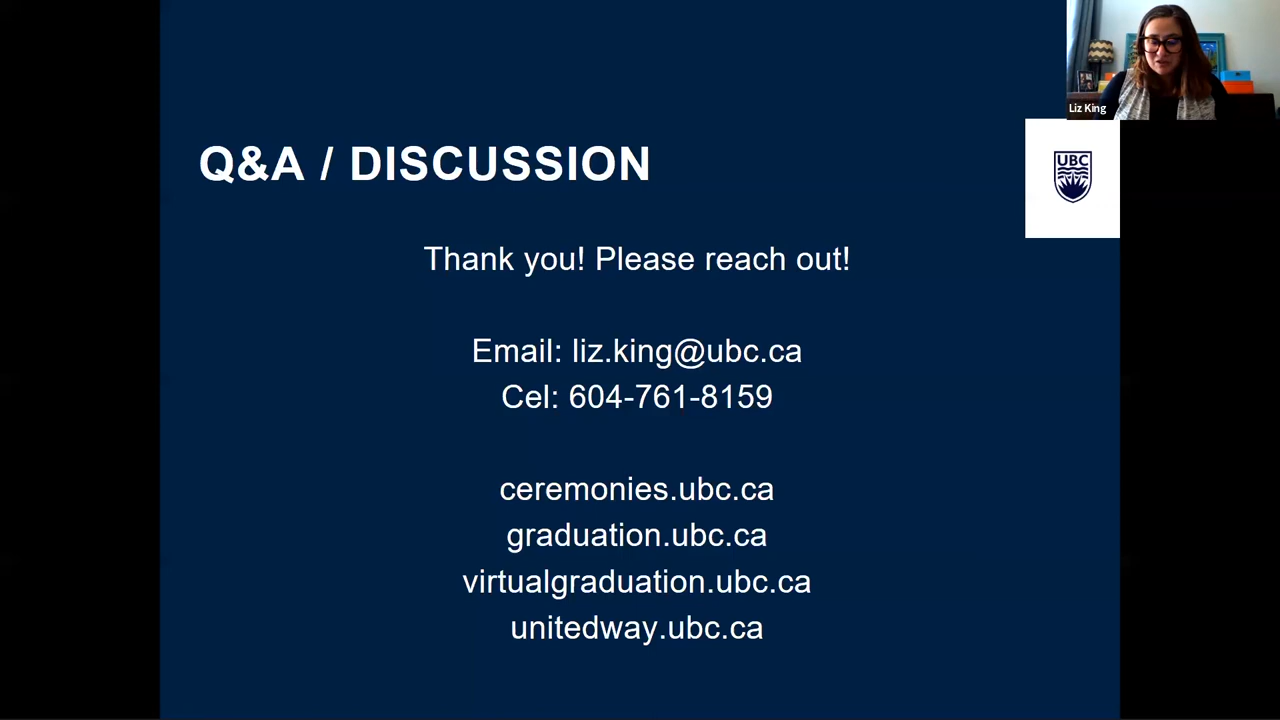 Liz King
UBC
Q&A / DISCUSSION
Thank you! Please reach out!
Email: liz.king@ubc.ca
Cel: 604-761-8159
ceremonies.ubc.ca
graduation.ubc.ca
virtualgraduation.ubc.ca
unitedway.ubc.ca